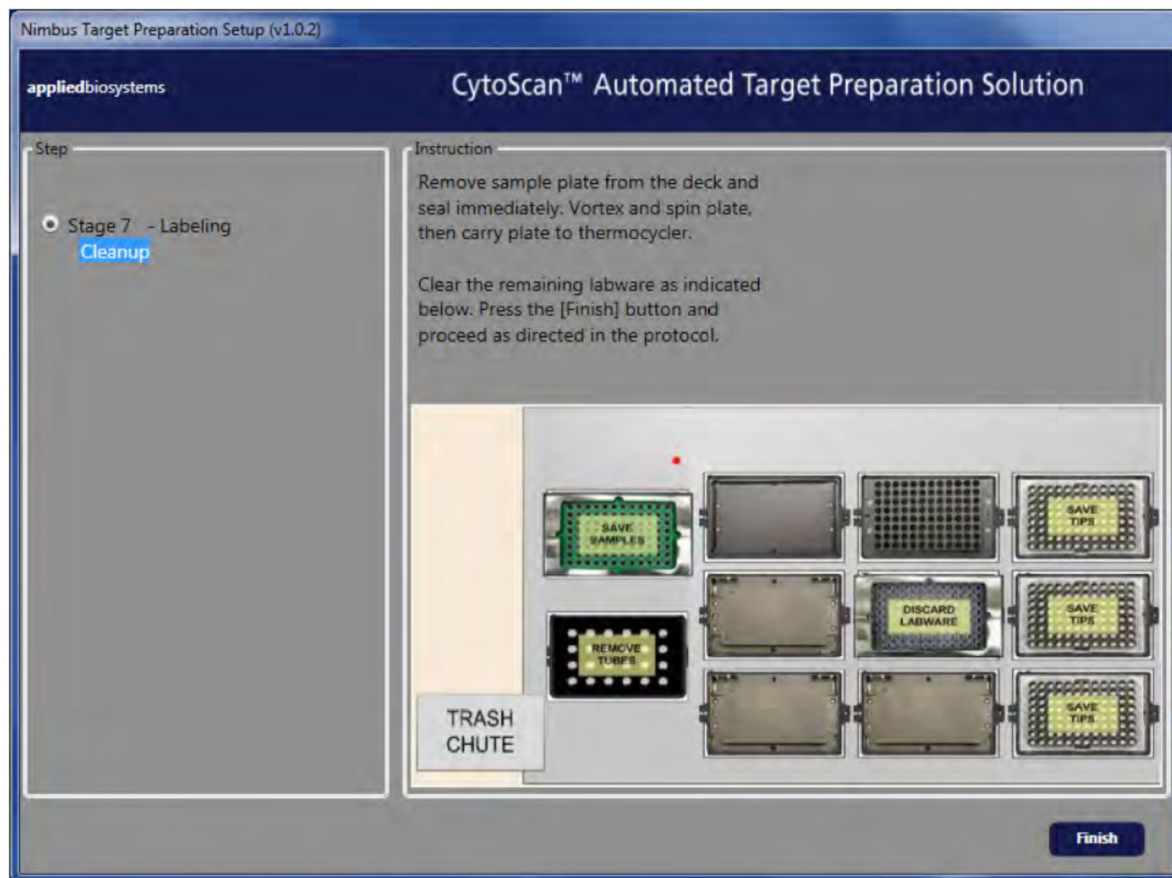 Nimbus Target Preparation Setup (v1.0.2)
appliedbiosystems
CytoScan™ Automated Target Preparation Solution
Step
Stage 7 - Labeling
Cleanup
Instruction
Remove sample plate from the deck and
seal immediately. Vortex and spin plate,
then carry plate to thermocycler.
Clear the remaining labware as indicated
below. Press the [Finish] button and
proceed as directed in the protocol.
SAVE
SAMPLES
SAVE
TIPS
DISCARD
LABWARE
SAVE
TIPS
REMOVE
TUBES
SAVE
TIPS
TRASH
CHUTE
Finish